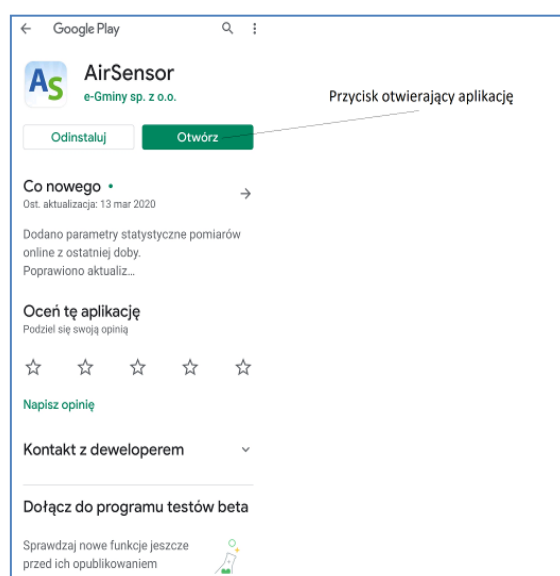 Google Play
AS
AirSensor
e-Gminy sp. z o.o.
Odinstaluj
Otwórz
Przycisk otwierający aplikację
Co nowego •
Ost. aktualizacja: 13 mar 2020
Dodano parametry statystyczne pomiarów
online z ostatniej doby.
Poprawiono aktualiz...
Oceń tę aplikację
Podziel się swoją opinią
Napisz opinię
Kontakt z deweloperem
Dołącz do programu testów beta
Sprawdzaj nowe funkcje jeszcze
przed ich opublikowaniem